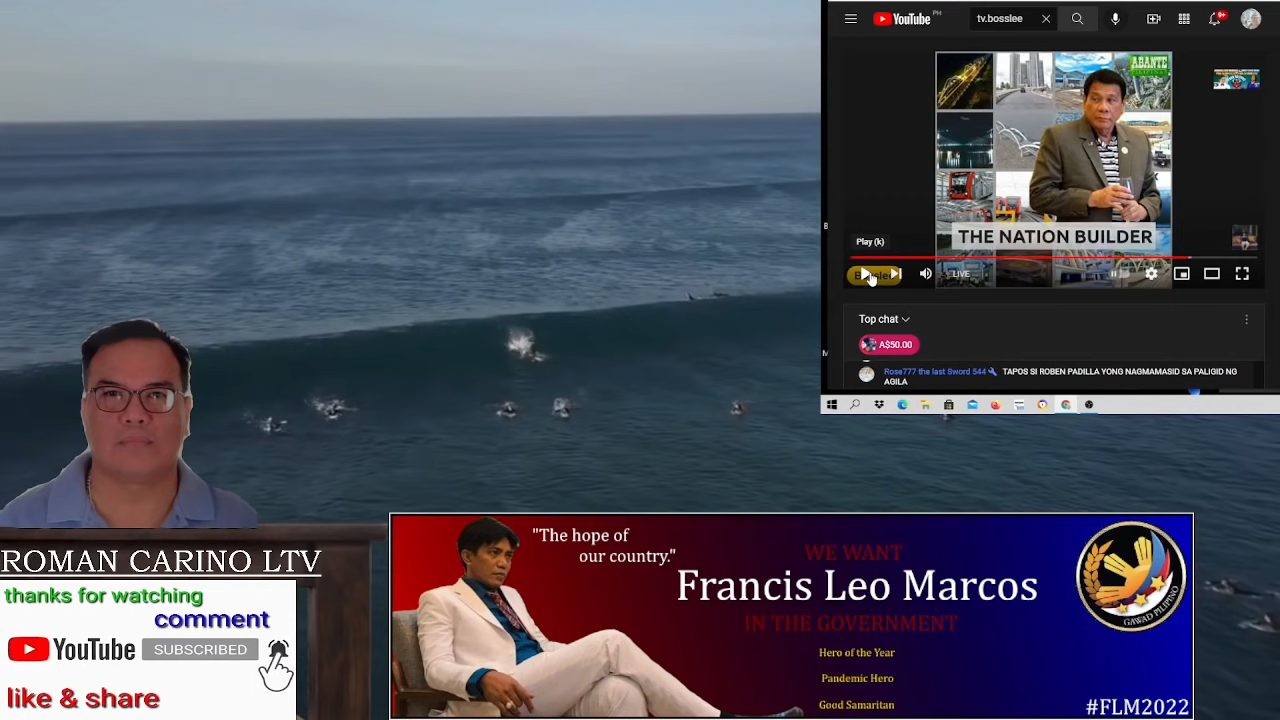 YouTube
PH
tv.bosslee
9+
ABANTE
THE NATION BUILDER
Play (k)
LIVE
Top chat
A$50.00
Rose777 the last Sword 544 TAPOS SI ROBEN PADILLA YONG NAGMAMASID SA PALIGID NG
AGILA
"The hope of
our country."
WE WANT
Francis Leo Marcos
IN THE GOVERNMENT
Hero of the Year
Pandemic Hero
Good Samaritan
GAWAD PILIPINO
#FLM2022
ROMAN CARINO LTV
thanks for watching
comment
YouTube SUBSCRIBED
like & share